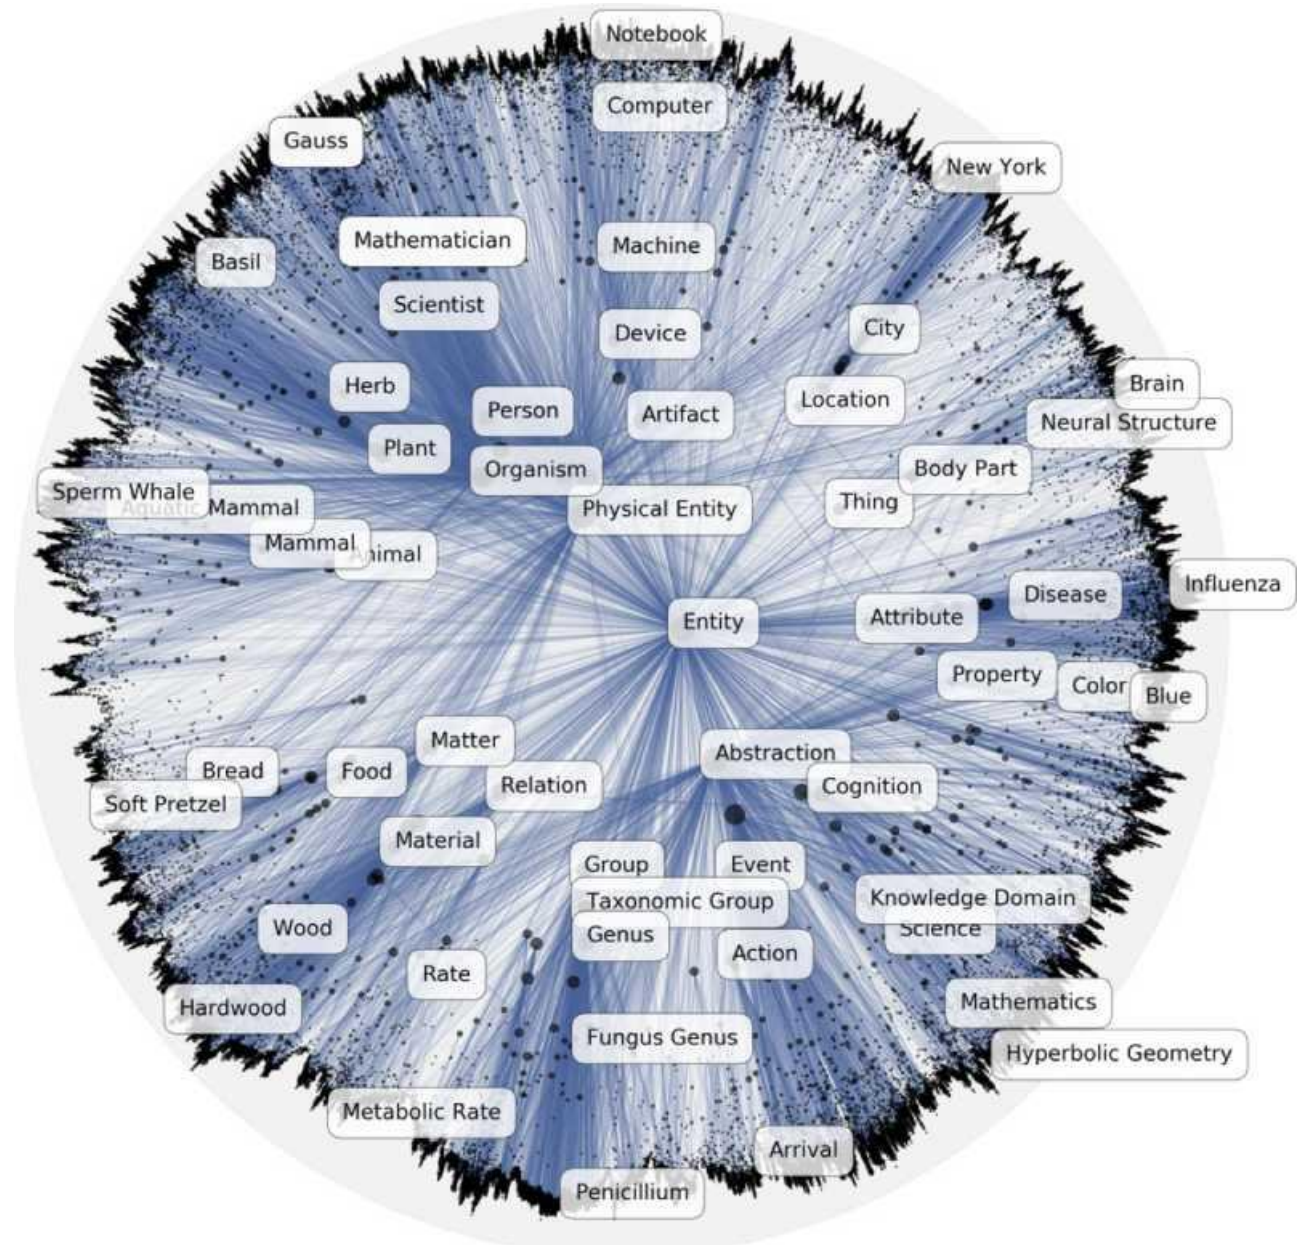 Notebook
Computer
Gauss
New York
Mathematician
Machine
Basil
Scientist
Device
City
Herb
Brain
Location
Person
Artifact
Neural Structure
Plant
Organism
Body Part
Sperm Whale
Aquatic Mammal
Physical Entity
Thing
Mammal
Animal
Influenza
Disease
Attribute
Entity
Property
Color
Blue
Matter
Abstraction
Bread
Food
Relation
Cognition
Soft Pretzel
Material
Group
Event
Taxonomic Group
Knowledge Domain
Wood
Genus
Science
Action
Rate
Hardwood
Mathematics
Fungus Genus
Hyperbolic Geometry
Metabolic Rate
Arrival
Penicillium